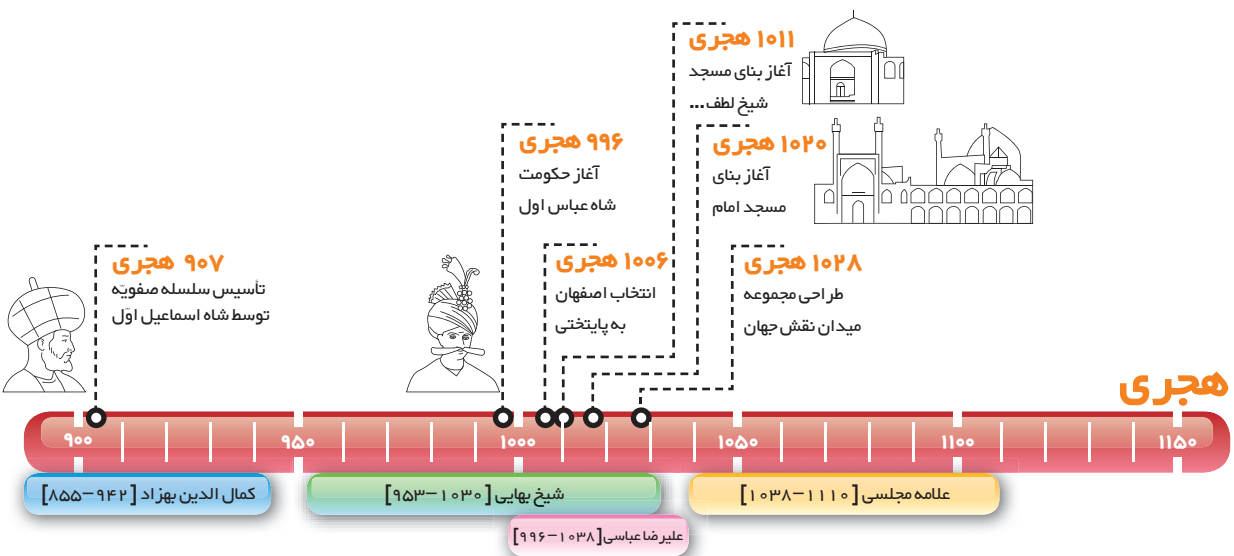 ۱۰۱۱ هجری
آغاز بنای مسجد
شیخ لطف...
۱۰۲۰ هجری
آغاز بنای
مسجد امام
۹۹۶ هجری
آغاز حکومت
شاه عباس اول
۱۰۰۶ هجری
انتخاب اصفهان
به پایتختی
۱۰۲۸ هجری
طراحی مجموعه
میدان نقش جهان
۹۰۷ هجری
تأسیس سلسله صفویّه
توسط شاه اسماعیل اوّل
هجری
۹۰۰
۹۵۰
۱۰۰۰
۱۰۵۰
۱۱۰۰
۱۱۵۰
کمال الدین بهزاد [۹۴۲-۸۵۵]
شیخ بهایی [۱۰۳۰-۹۵۳]
علامه مجلسی [۱۱۱۰-۱۰۳۸]
علیرضا عباسی [۱۰۳۸-۹۹۶]